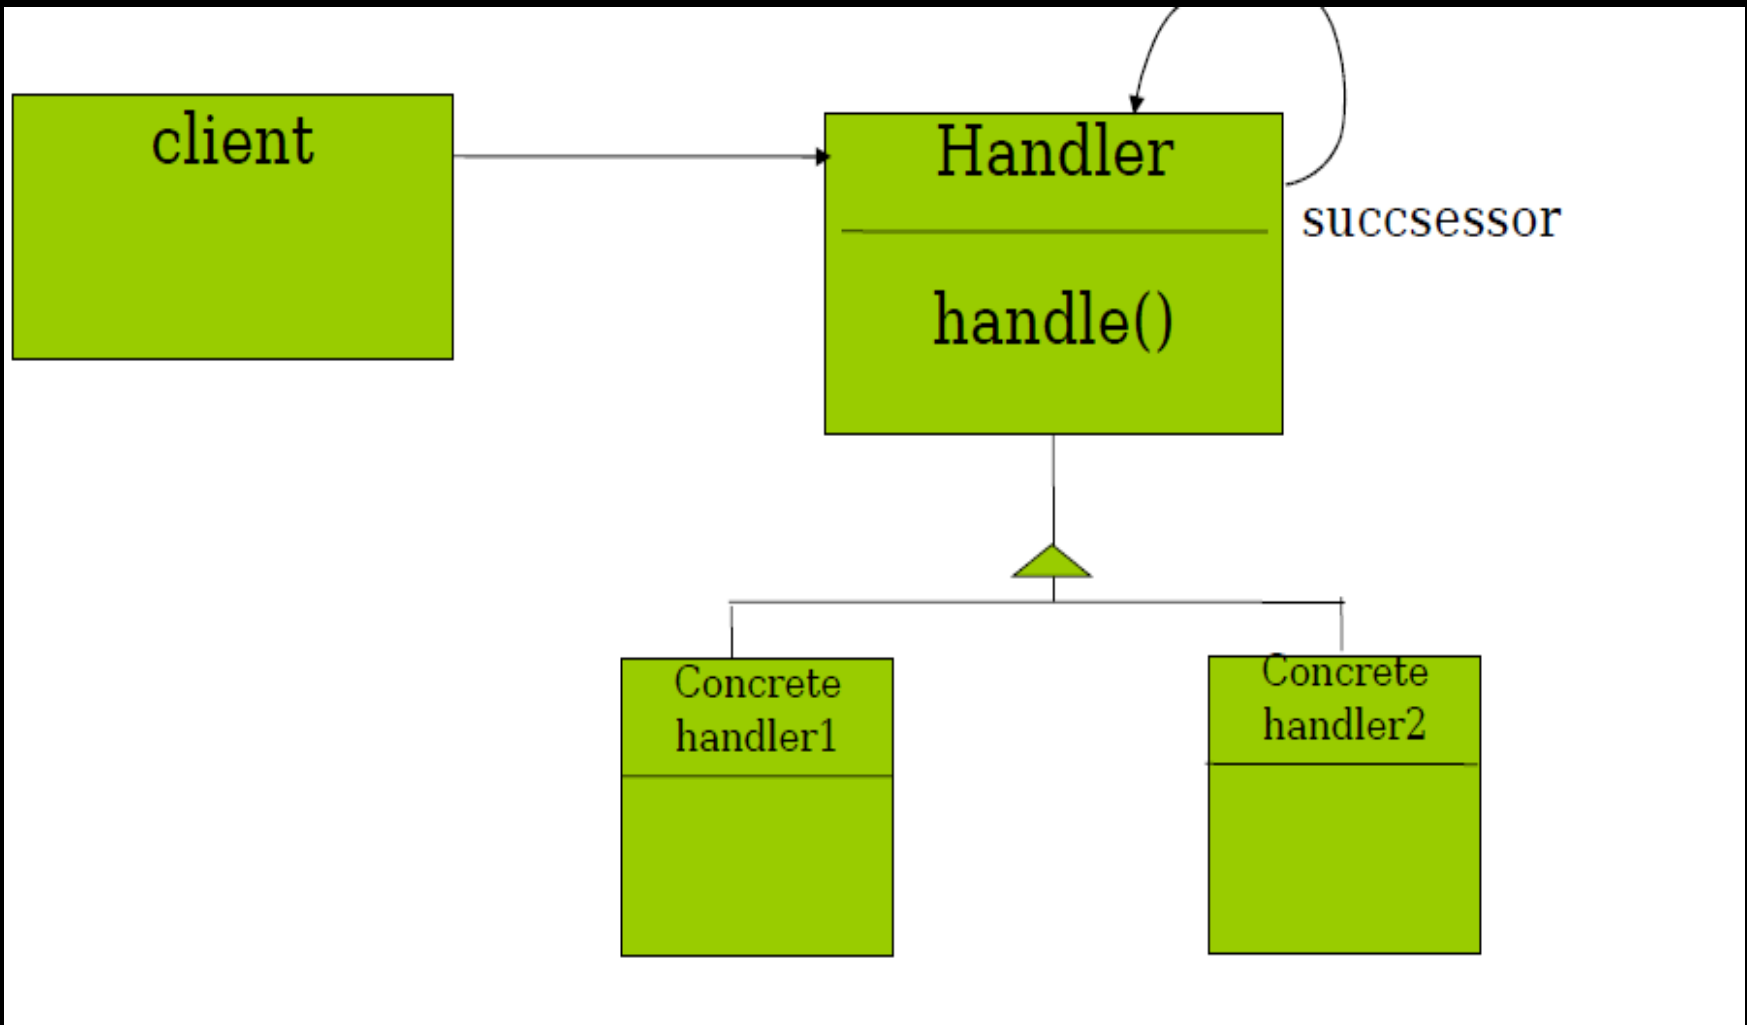 client
Handler
succsessor
handle()
Concrete
handler1
Concrete
handler2